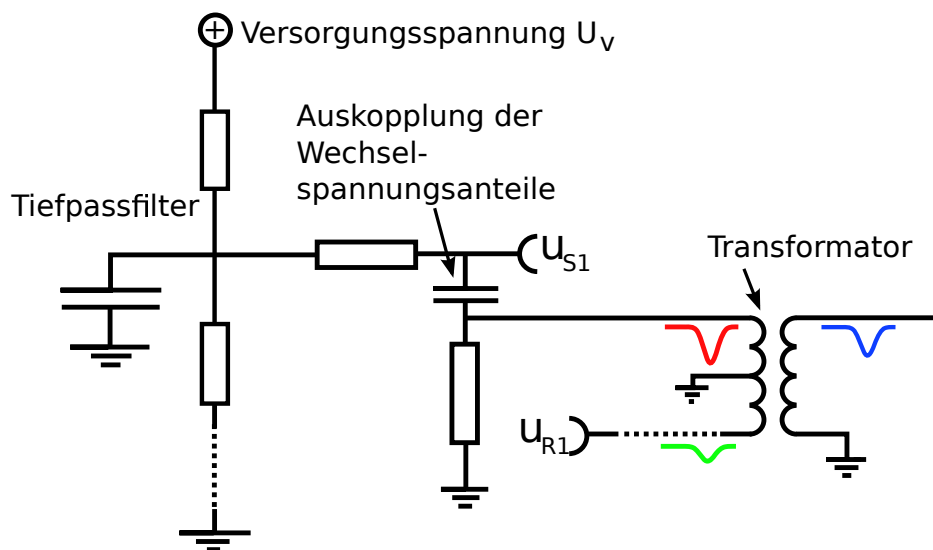 Versorgungsspannung Uv
Auskopplung der
Wechsel-
spannungsanteile
Tiefpassfilter
uS1
Transformator
uR1